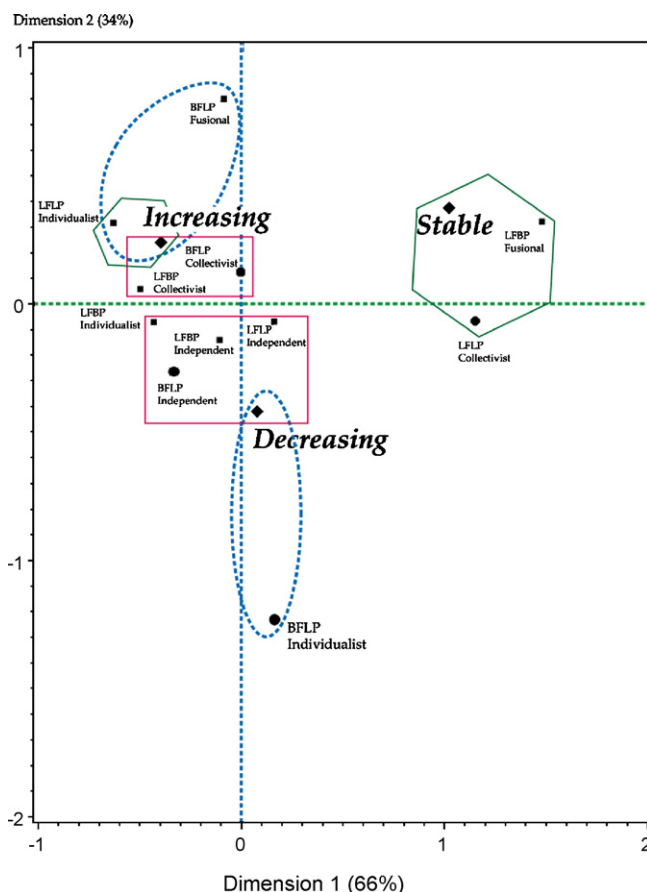 Dimension 2 (34%)
1
BFLP
Fusional
LFLP
Individualist
Increasing
Stable
LFBP
Fusional
BFLP
Collectivist
LFBP
Collectivist
0
LFBP
Individualist
LFBP
Independent
LFLP
Independent
LFLP
Collectivist
BFLP
Independent
Decreasing
-1
BFLP
Individualist
-2
-1
0
1
2
Dimension 1 (66%)